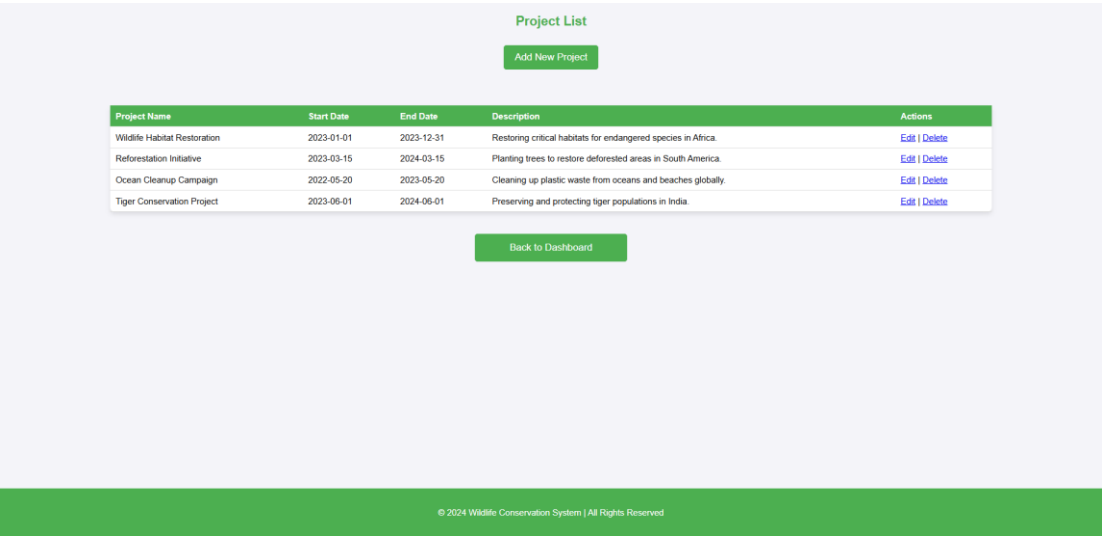 Project List
Add New Project
Project Name Start Date End Date Description Actions
Wildlife Habitat Restoration 2023-01-01 2023-12-31 Restoring critical habitats for endangered species in Africa. Edit | Delete
Reforestation Initiative 2023-03-15 2024-03-15 Planting trees to restore deforested areas in South America. Edit | Delete
Ocean Cleanup Campaign 2022-05-20 2023-05-20 Cleaning up plastic waste from oceans and beaches globally. Edit | Delete
Tiger Conservation Project 2023-06-01 2024-06-01 Preserving and protecting tiger populations in India. Edit | Delete
Back to Dashboard
© 2024 Wildlife Conservation System | All Rights Reserved